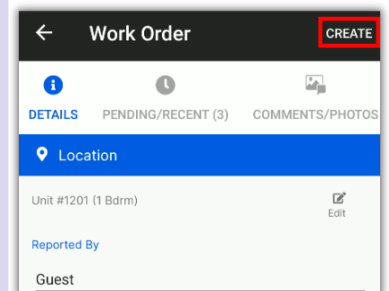 Work Order CREATE
DETAILS PENDING/RECENT (3) COMMENTS/PHOTOS
Location
Unit #1201 (1 Bdrm)
Edit
Reported By
Guest